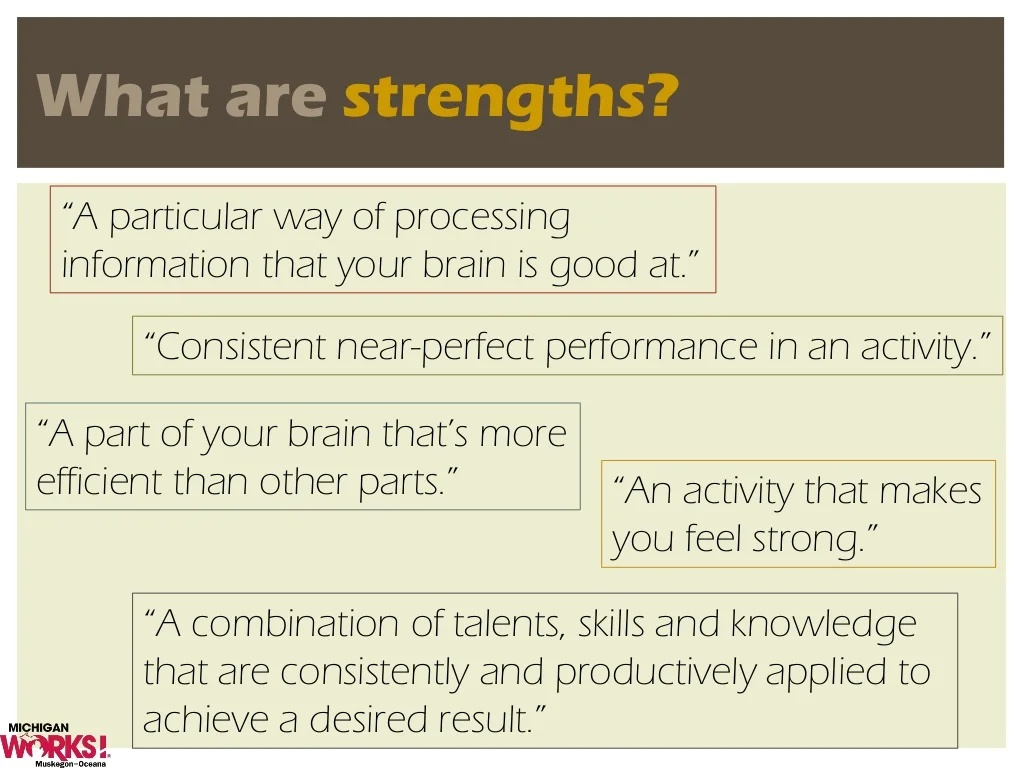 What are strengths?
“A particular way of processing
information that your brain is good at.”
“Consistent near-perfect performance in an activity.”
“A part of your brain that’s more
efficient than other parts.”
“An activity that makes
you feel strong.”
“A combination of talents, skills and knowledge
that are consistently and productively applied to
achieve a desired result.”
MICHIGAN
WORKS!
Muskegon–Oceana